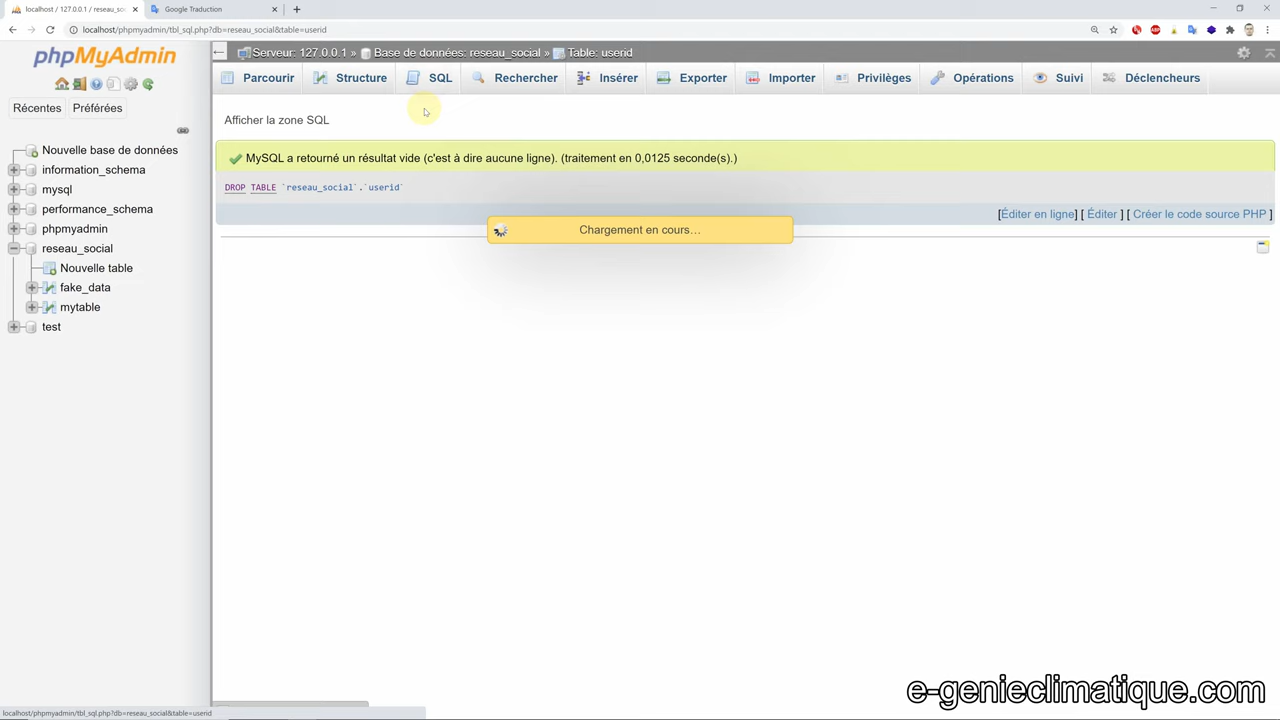 localhost / 127.0.0.1 / reseau_soc
Google Traduction
localhost/phpmyadmin/tbl_sql.php?db=reseau_social&table=userid
phpMyAdmin
Serveur: 127.0.0.1 » Base de données: reseau_social » Table: userid
Parcourir Structure SQL Rechercher Insérer Exporter Importer Privilèges Opérations Suivi Déclencheurs
Récentes Préférées
Afficher la zone SQL
Nouvelle base de données
information_schema
mysql
performance_schema
phpmyadmin
reseau_social
Nouvelle table
fake_data
mytable
test
MySQL a retourné un résultat vide (c'est à dire aucune ligne). (traitement en 0,0125 seconde(s).)
DROP TABLE `reseau_social`.`userid`
[Éditer en ligne] [ Éditer ] [ Créer le code source PHP ]
Chargement en cours…
e-genieclimatique.com
localhost/phpmyadmin/tbl_sql.php?db=reseau_social&table=userid